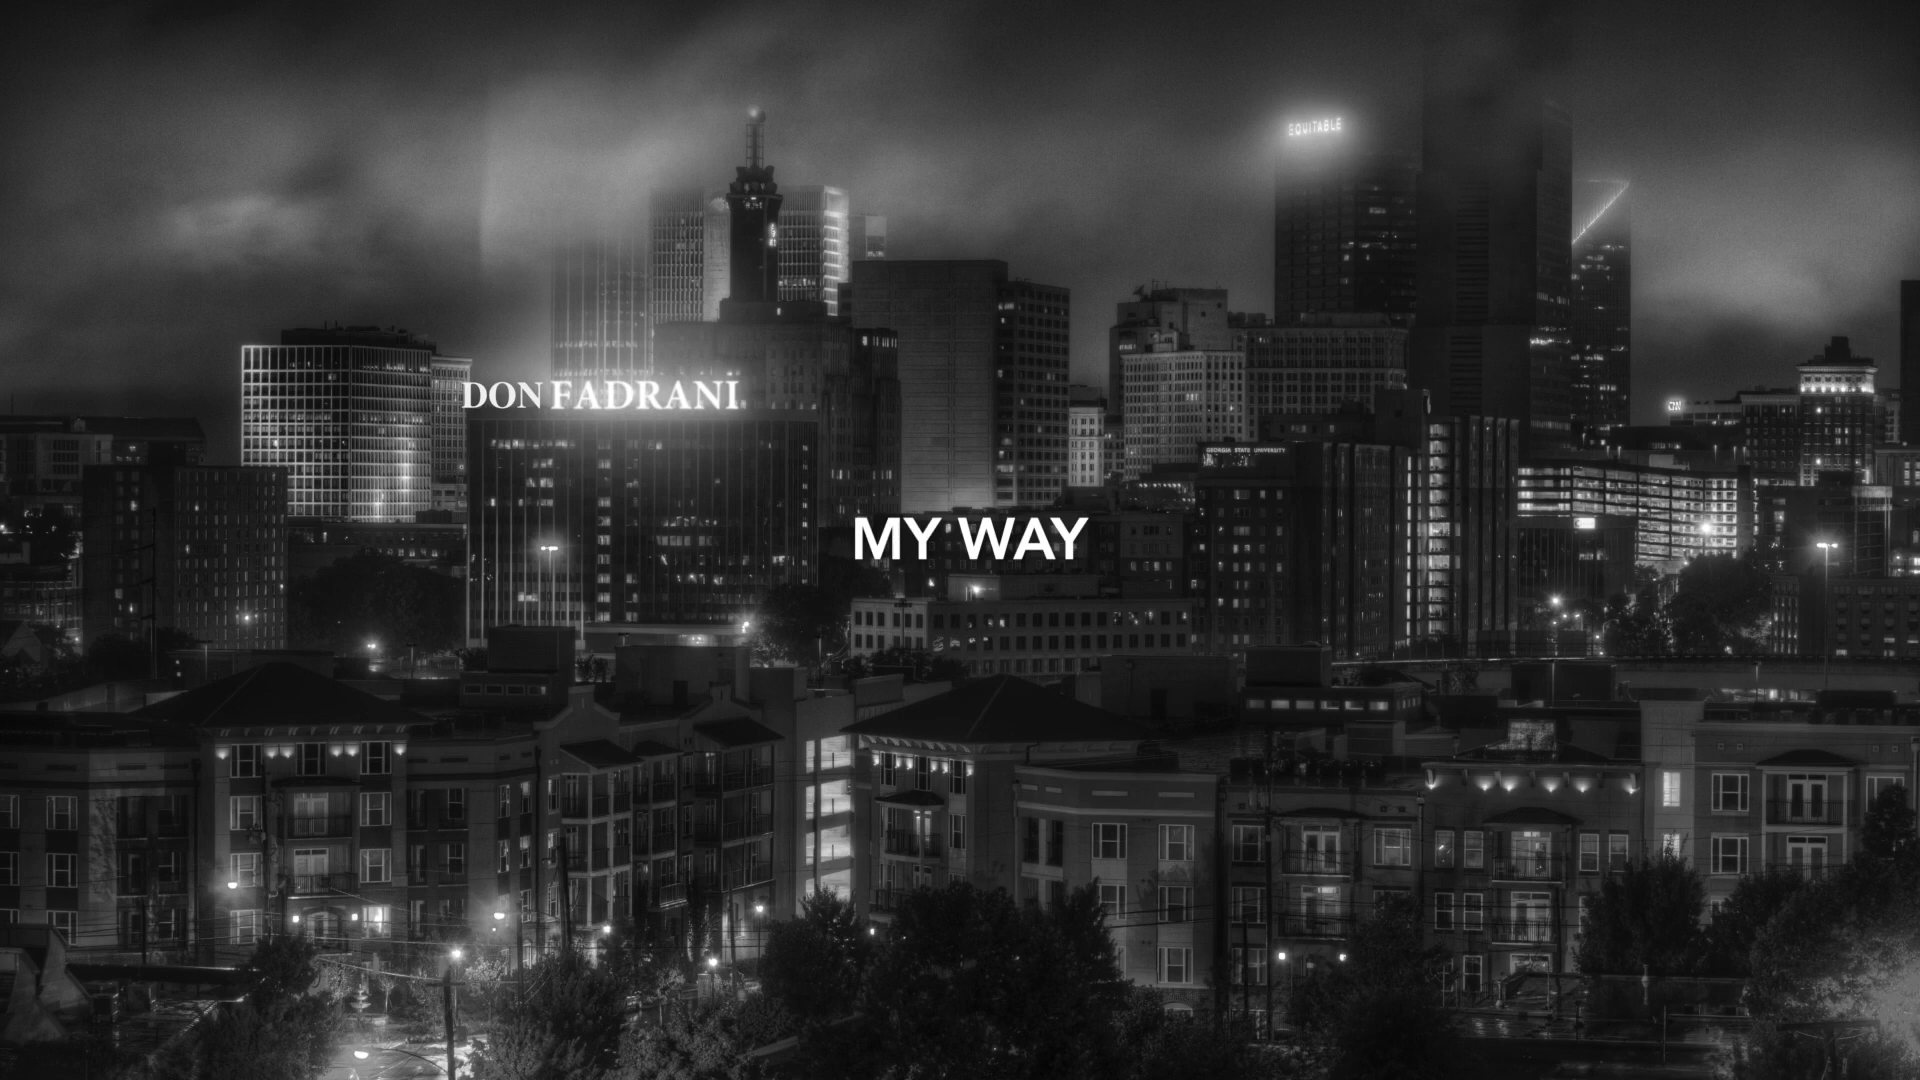 EQUITABLE
DON FADRANI
CNN
GEORGIA STATE UNIVERSITY
MY WAY